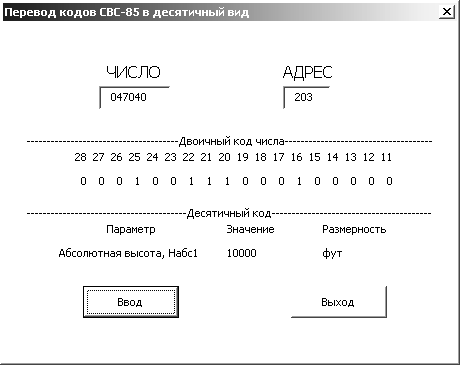 Перевод кодов СВС-85 в десятичный вид
ЧИСЛО АДРЕС
047040 203
Двоичный код числа
28 27 26 25 24 23 22 21 20 19 18 17 16 15 14 13 12 11
0 0 0 1 0 0 1 1 1 0 0 0 1 0 0 0 0 0
Десятичный код
Параметр Значение Размерность
Абсолютная высота, Набс1 10000 фут
Ввод Выход